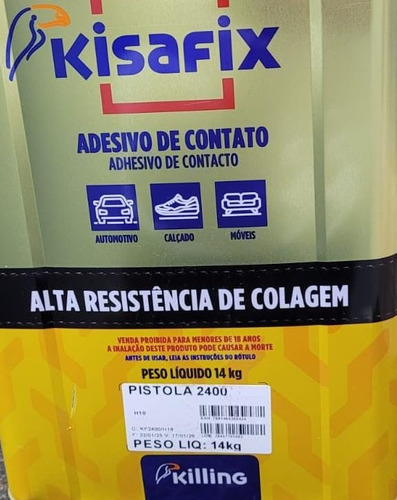 Kisafix
ADESIVO DE CONTATO
ADHESIVO DE CONTACTO
AUTOMOTIVO
CALÇADO
MÓVEIS
ALTA RESISTÊNCIA DE COLAGEM
VENDA PROIBIDA PARA MENORES DE 18 ANOS
A INALAÇÃO DESTE PRODUTO PODE CAUSAR A MORTE
ANTES DE USAR, LEIA AS INSTRUÇÕES DO RÓTULO
PESO LÍQUIDO 14 kg
PISTOLA 2400
H18
PESO LIQ: 14kg
Killing